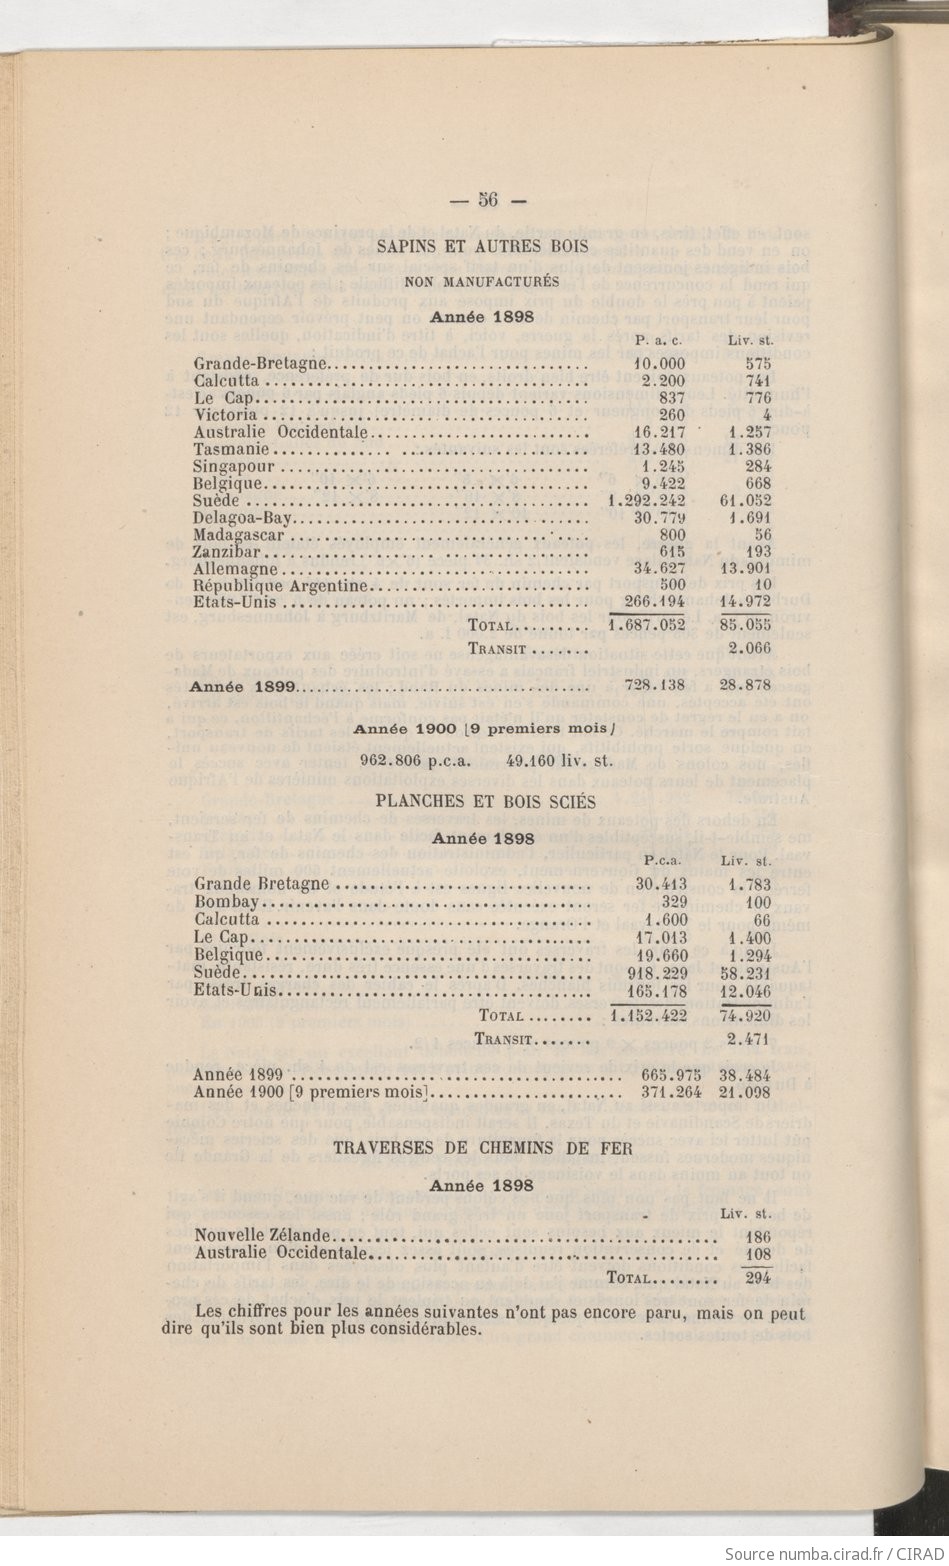 — 56 —
SAPINS ET AUTRES BOIS
NON MANUFACTURÉS
Année 1898
P. a. c. Liv. st.
Grande-Bretagne............................... 10.000 575
Calcutta ....................................... 2.200 741
Le Cap........................................ 837 776
Victoria ....................................... 260 4
Australie Occidentale.......................... 16.217 1.257
Tasmanie.............. ....................... 13.480 1.386
Singapour ..................................... 1.245 284
Belgique....................................... 9.422 668
Suède ......................................... 1.292.242 61.052
Delagoa-Bay.................................... 30.779 1.691
Madagascar .................................... 800 56
Zanzibar....................................... 615 193
Allemagne...................................... 34.627 13.901
République Argentine........................... 500 10
Etats-Unis ..................................... 266.194 14.972
TOTAL......... 1.687.052 85.055
TRANSIT ....... 2.066
Année 1899.................................... 728.138 28.878
Année 1900 [9 premiers mois]
962.806 p.c.a. 49.160 liv. st.
PLANCHES ET BOIS SCIÉS
Année 1898
P.c.a. Liv. st.
Grande Bretagne ............................... 30.413 1.783
Bombay........................................ 329 100
Calcutta ....................................... 1.600 66
Le Cap......................................... 17.013 1.400
Belgique....................................... 19.660 1.294
Suède.......................................... 918.229 58.231
Etats-Unis...................................... 165.178 12.046
TOTAL ........ 1.152.422 74.920
TRANSIT....... 2.471
Année 1899 ........................................ 665.975 38.484
Année 1900 [9 premiers mois]....................... 371.264 21.098
TRAVERSES DE CHEMINS DE FER
Année 1898
Liv. st.
Nouvelle Zélande............................................... 186
Australie Occidentale.......................................... 108
TOTAL........ 294
Les chiffres pour les années suivantes n'ont pas encore paru, mais on peut
dire qu'ils sont bien plus considérables.
Source numba.cirad.fr / CIRAD